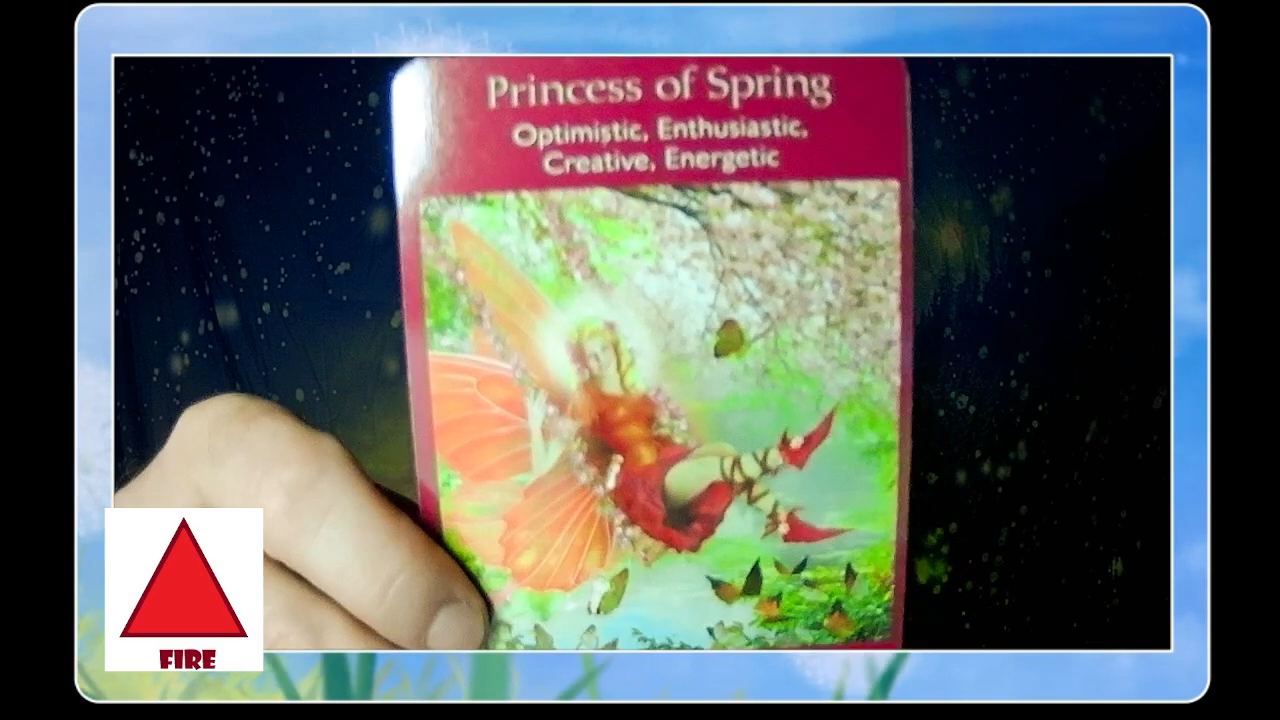 Princess of Spring
Optimistic, Enthusiastic,
Creative, Energetic
FIRE